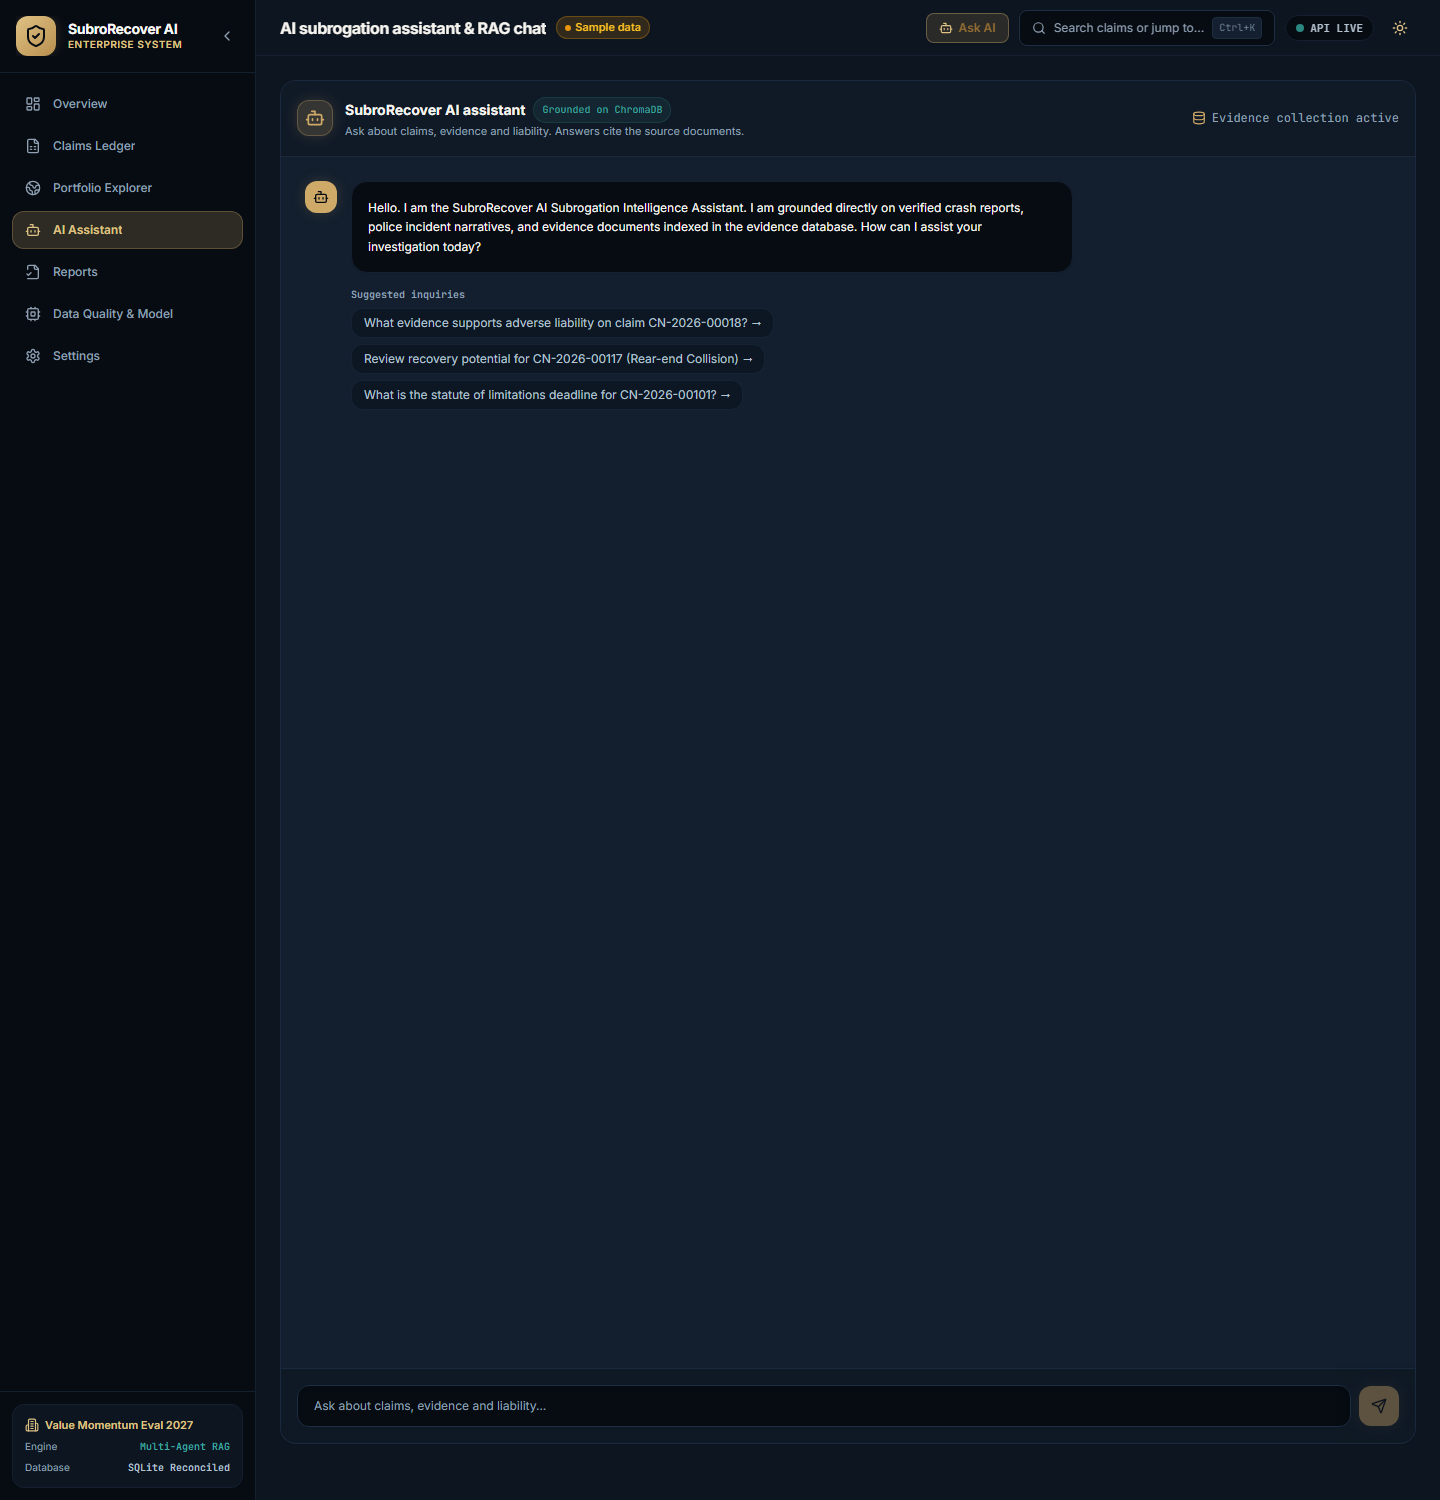 SubroRecover AI
ENTERPRISE SYSTEM
Overview
Claims Ledger
Portfolio Explorer
AI Assistant
Reports
Data Quality & Model
Settings
Value Momentum Eval 2027
Engine Multi-Agent RAG
Database SQLite Reconciled
AI subrogation assistant & RAG chat
Sample data
Ask AI
Search claims or jump to...
Ctrl+K
API LIVE
SubroRecover AI assistant
Grounded on ChromaDB
Ask about claims, evidence and liability. Answers cite the source documents.
Evidence collection active
Hello. I am the SubroRecover AI Subrogation Intelligence Assistant. I am grounded directly on verified crash reports,
police incident narratives, and evidence documents indexed in the evidence database. How can I assist your
investigation today?
Suggested inquiries
What evidence supports adverse liability on claim CN-2026-00018? →
Review recovery potential for CN-2026-00117 (Rear-end Collision) →
What is the statute of limitations deadline for CN-2026-00101? →
Ask about claims, evidence and liability...